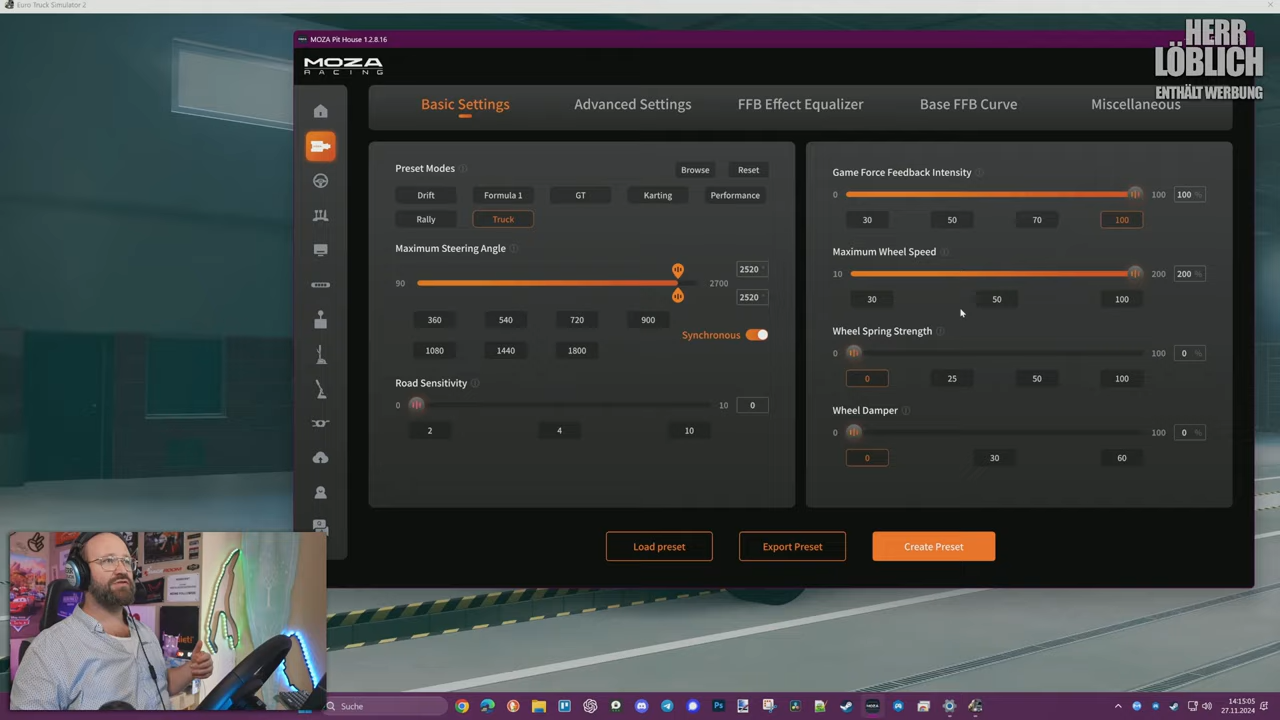 Euro Truck Simulator 2
MOZA Pit House 1.2.8.16
HERR
LÖBLICH
ENTHÄLT WERBUNG
MOZA
RACING
Basic Settings
Advanced Settings
FFB Effect Equalizer
Base FFB Curve
Miscellaneous
Preset Modes
Browse
Reset
Drift
Formula 1
GT
Karting
Performance
Rally
Truck
Maximum Steering Angle
2520 °
90
2700
2520 °
360
540
720
900
Synchronous
1080
1440
1800
Road Sensitivity
0
10
0
2
4
10
Game Force Feedback Intensity
0
100
100 %
30
50
70
100
Maximum Wheel Speed
10
200
200 %
30
50
100
Wheel Spring Strength
0
100
0 %
0
25
50
100
Wheel Damper
0
100
0 %
0
30
60
Load preset
Export Preset
Create Preset
Suche
14:15:05
27.11.2024